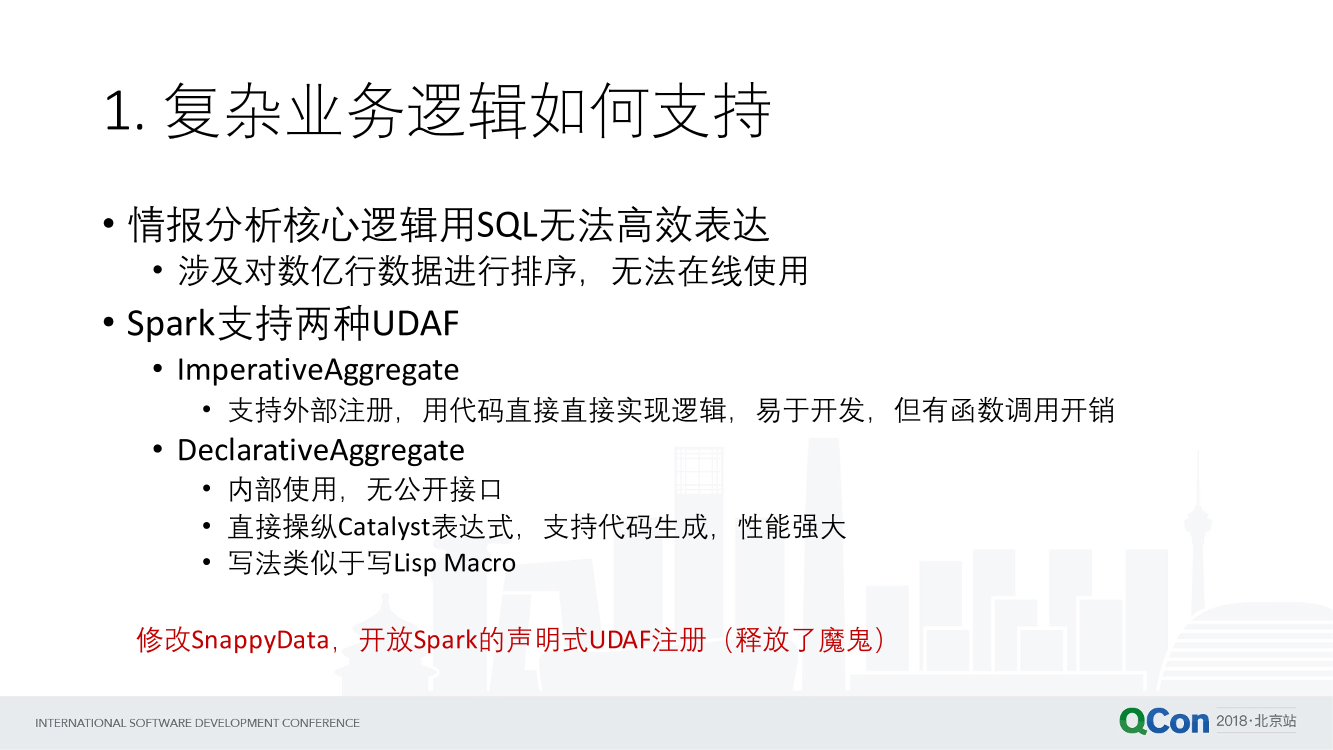 1. 复杂业务逻辑如何支持
• 情报分析核心逻辑用SQL无法高效表达
• 涉及对数亿行数据进行排序，无法在线使用
• Spark支持两种UDAF
• ImperativeAggregate
• 支持外部注册，用代码直接直接实现逻辑，易于开发，但有函数调用开销
• DeclarativeAggregate
• 内部使用，无公开接口
• 直接操纵Catalyst表达式，支持代码生成，性能强大
• 写法类似于写Lisp Macro
修改SnappyData，开放Spark的声明式UDAF注册（释放了魔鬼）
INTERNATIONAL SOFTWARE DEVELOPMENT CONFERENCE
QCon 2018·北京站